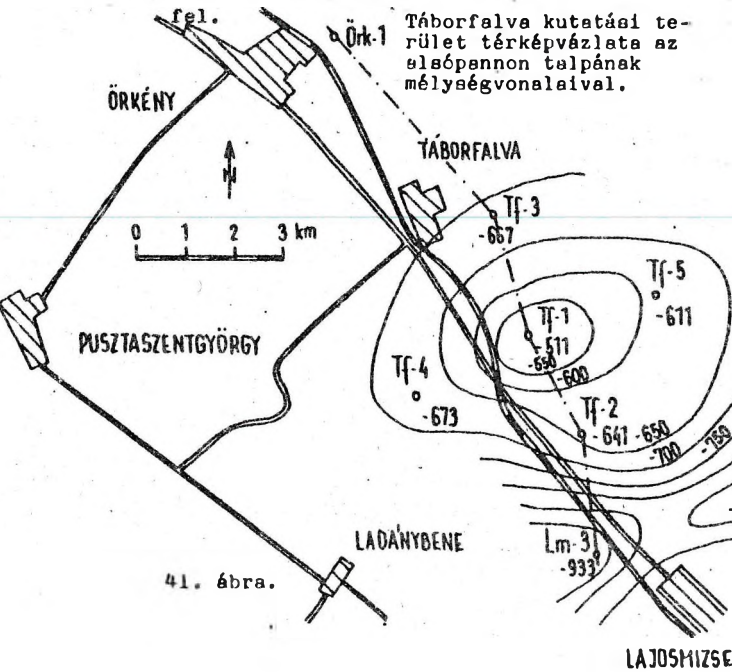 fel.
Táborfalva kutatási te-
rület térképvázlata az
alsópannon talpának
mélységvonalaival.
Örk-1
ÖRKÉNY
TÁBORFALVA
N
0 1 2 3 km
Tf-3
-667
Tf-5
-611
Tf-1
-511
-650
-600
PUSZTASZENTGYÖRGY
Tf-4
-673
Tf-2
-641 -650
-700 -750
LADÁNYBENE
Lm-3
-933
41. ábra.
LAJOSMIZSE